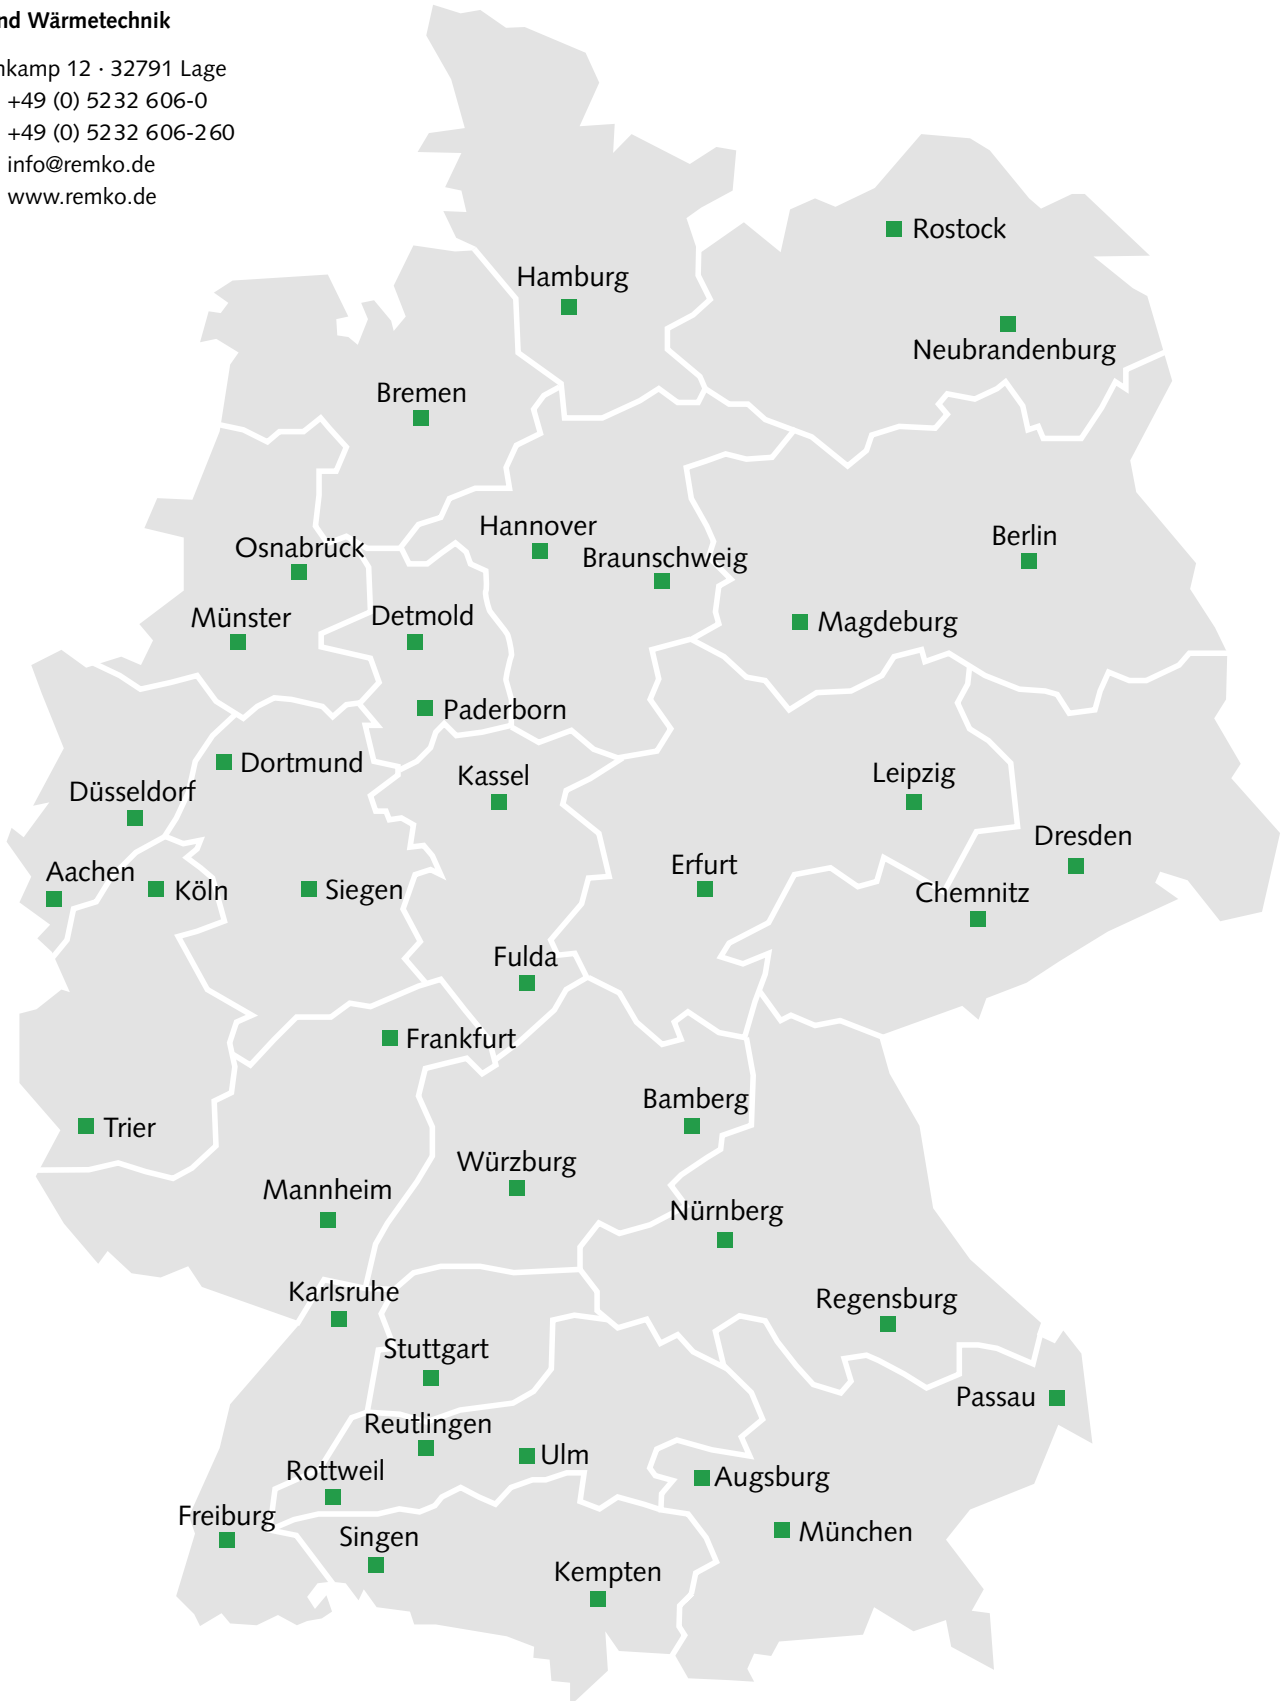 Wärmetechnik
12 · 32791 Lage
+49 (0) 5232 606-0
+49 (0) 5232 606-260
info@remko.de
www.remko.de
Rostock
Hamburg
Neubrandenburg
Bremen
Hannover
Berlin
Osnabrück
Braunschweig
Münster
Detmold
Magdeburg
Paderborn
Dortmund
Kassel
Leipzig
Düsseldorf
Dresden
Erfurt
Aachen
Köln
Siegen
Chemnitz
Fulda
Frankfurt
Bamberg
Trier
Würzburg
Mannheim
Nürnberg
Karlsruhe
Regensburg
Stuttgart
Passau
Reutlingen
Ulm
Rottweil
Augsburg
Freiburg
München
Singen
Kempten